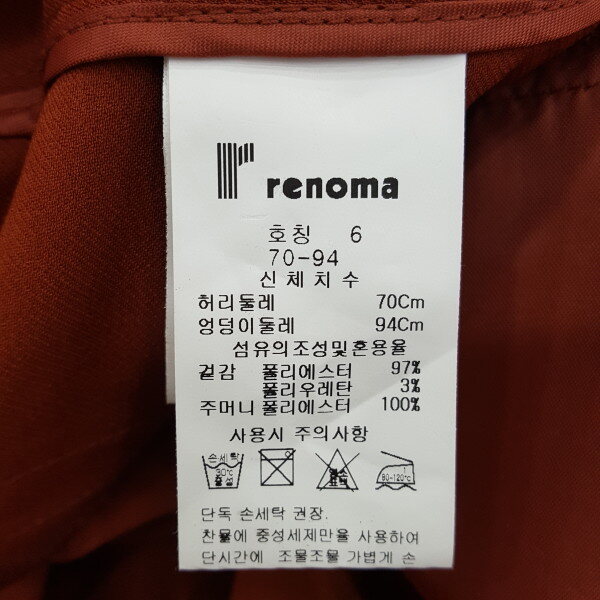 renoma
호칭 6
70-94
신체치수
허리둘레 70Cm
엉덩이둘레 94Cm
섬유의조성및혼용율
겉감 폴리에스터 97%
폴리우레탄 3%
주머니 폴리에스터 100%
사용시 주의사항
손세탁
30℃
중성
염소
80-120℃
단독 손세탁 권장.
찬물에 중성세제만을 사용하여
단시간에 조물조물 가볍게 손